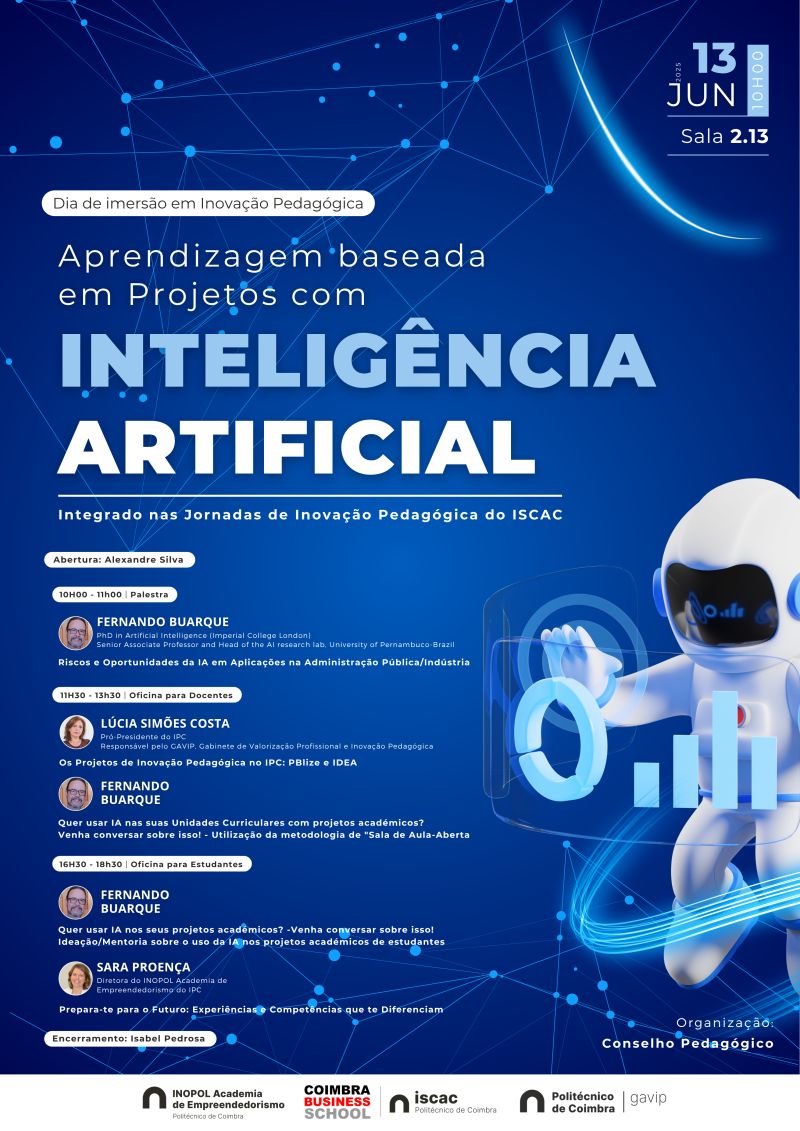 2025
13
JUN
10H00
Sala 2.13
Dia de imersão em Inovação Pedagógica
Aprendizagem baseada
em Projetos com
INTELIGÊNCIA
ARTIFICIAL
Integrado nas Jornadas de Inovação Pedagógica do ISCAC
Abertura: Alexandre Silva
10H00 - 11h00 | Palestra
FERNANDO BUARQUE
PhD in Artificial Intelligence (Imperial College London)
Senior Associate Professor and Head of the AI research lab, University of Pernambuco-Brazil
Riscos e Oportunidades da IA em Aplicações na Administração Pública/Indústria
11H30 - 13h30 | Oficina para Docentes
LÚCIA SIMÕES COSTA
Pró-Presidente do IPC
Responsável pelo GAVIP, Gabinete de Valorização Profissional e Inovação Pedagógica
Os Projetos de Inovação Pedagógica no IPC: PBlize e IDEA
FERNANDO
BUARQUE
Quer usar IA nas suas Unidades Curriculares com projetos académicos?
Venha conversar sobre isso! - Utilização da metodologia de "Sala de Aula-Aberta
16H30 - 18h30 | Oficina para Estudantes
FERNANDO
BUARQUE
Quer usar IA nos seus projetos acadêmicos? -Venha conversar sobre isso!
Ideação/Mentoria sobre o uso da IA nos projetos académicos de estudantes
SARA PROENÇA
Diretora do INOPOL Academia de
Empreendedorismo do IPC
Prepara-te para o Futuro: Experiências e Competências que te Diferenciam
Encerramento: Isabel Pedrosa
Organização:
Conselho Pedagógico
INOPOL Academia
de Empreendedorismo
Politécnico de Coimbra
COIMBRA
BUSINESS
SCHOOL
iscac
Politécnico de Coimbra
Politécnico
de Coimbra
gavip